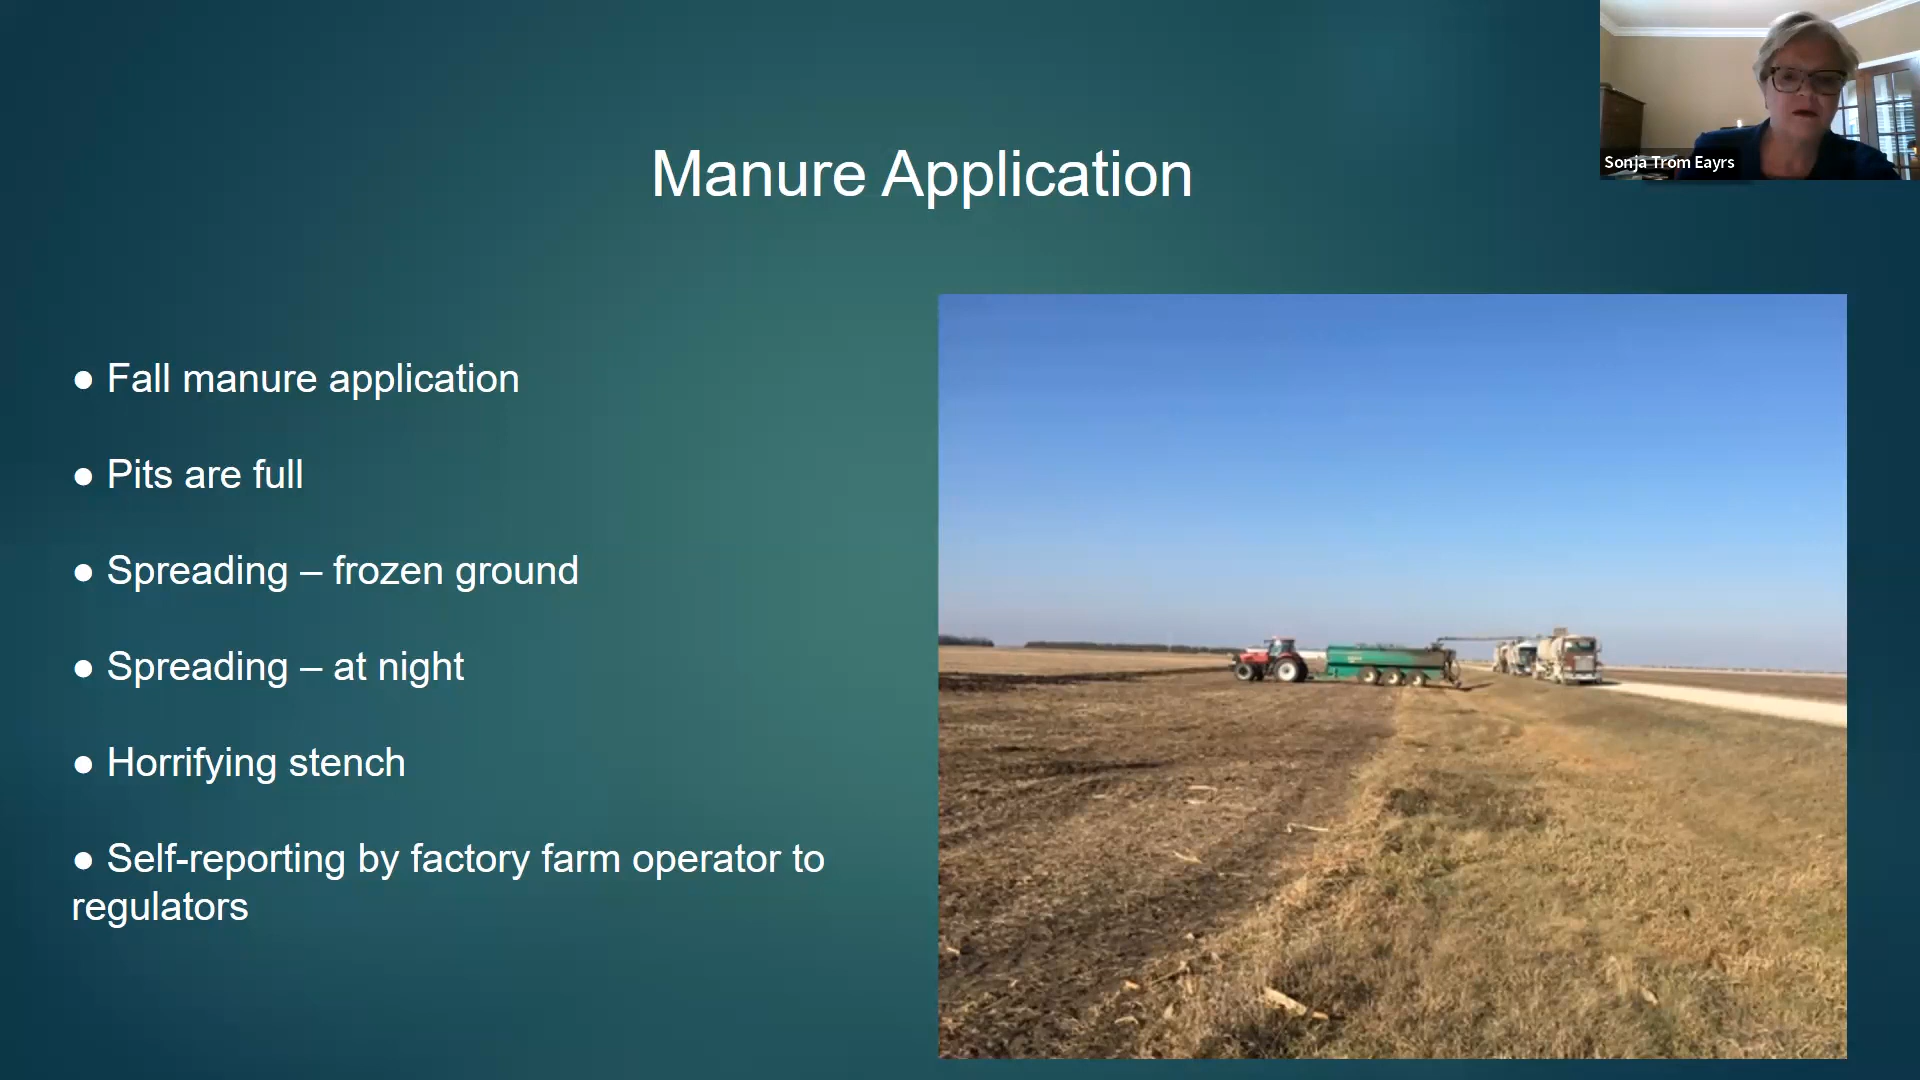 Sonja Trom Eayrs
Manure Application
● Fall manure application
● Pits are full
● Spreading – frozen ground
● Spreading – at night
● Horrifying stench
● Self-reporting by factory farm operator to
regulators